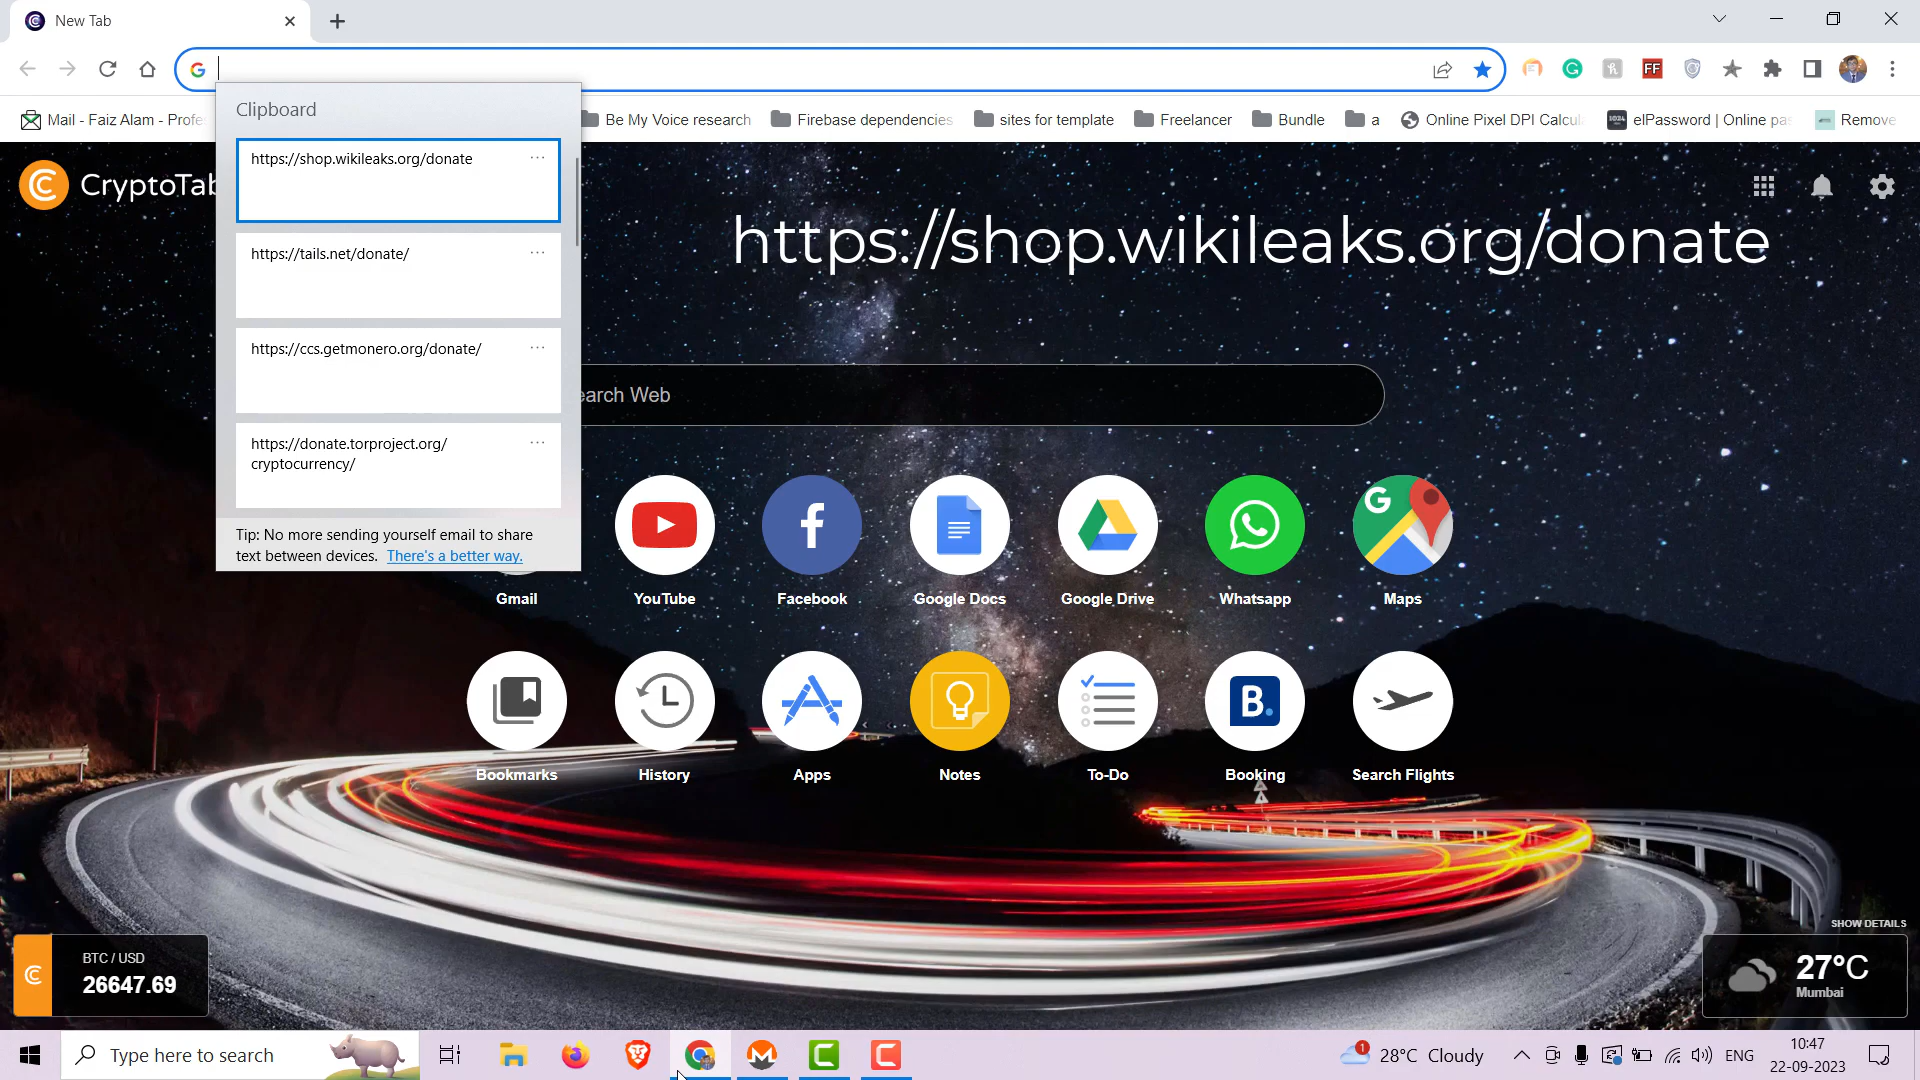 New Tab
Mail - Faiz Alam - Profe
Be My Voice research
Firebase dependencies
sites for template
Freelancer
Bundle
a
Online Pixel DPI Calcul
elPassword | Online pa
Remove
Clipboard
https://shop.wikileaks.org/donate
https://tails.net/donate/
https://ccs.getmonero.org/donate/
https://donate.torproject.org/
cryptocurrency/
Tip: No more sending yourself email to share
text between devices. There's a better way.
CryptoTab
https://shop.wikileaks.org/donate
earch Web
Gmail
YouTube
Facebook
Google Docs
Google Drive
Whatsapp
Maps
Bookmarks
History
Apps
Notes
To-Do
Booking
Search Flights
BTC / USD
26647.69
SHOW DETAILS
27°C
Mumbai
Type here to search
1
28°C Cloudy
ENG
10:47
22-09-2023